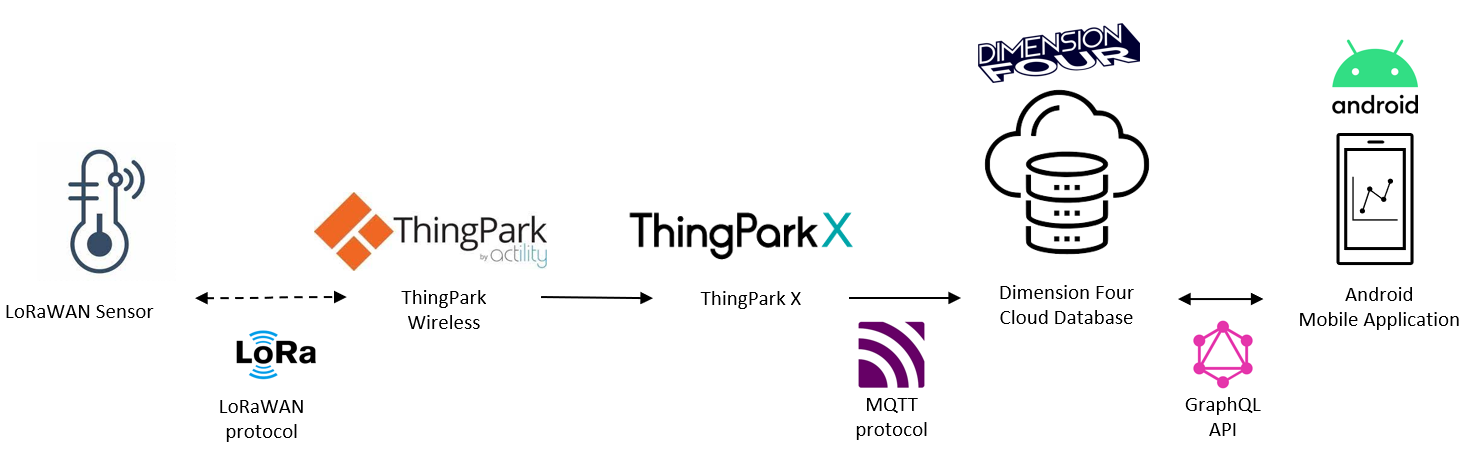 DIMENSION
FOUR
android
ThingPark
by actility
ThingPark X
LoRaWAN Sensor
ThingPark
Wireless
ThingPark X
Dimension Four
Cloud Database
Android
Mobile Application
LoRa
LoRaWAN
protocol
MQTT
protocol
GraphQL
API